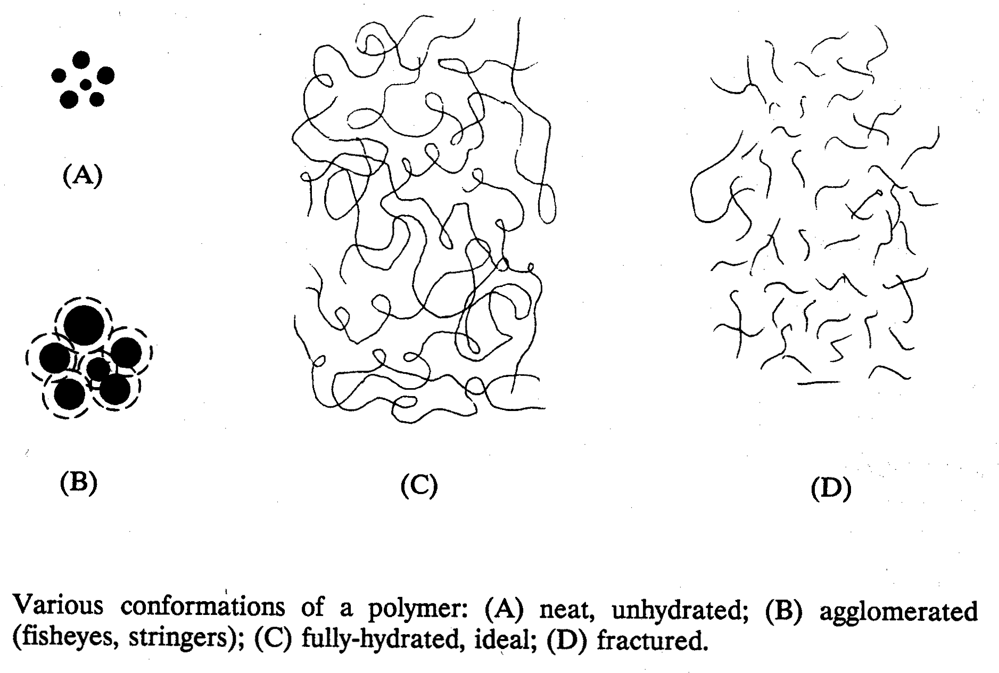 (A)
(B)
(C)
(D)
Various conformations of a polymer: (A) neat, unhydrated; (B) agglomerated
(fisheyes, stringers); (C) fully-hydrated, ideal; (D) fractured.